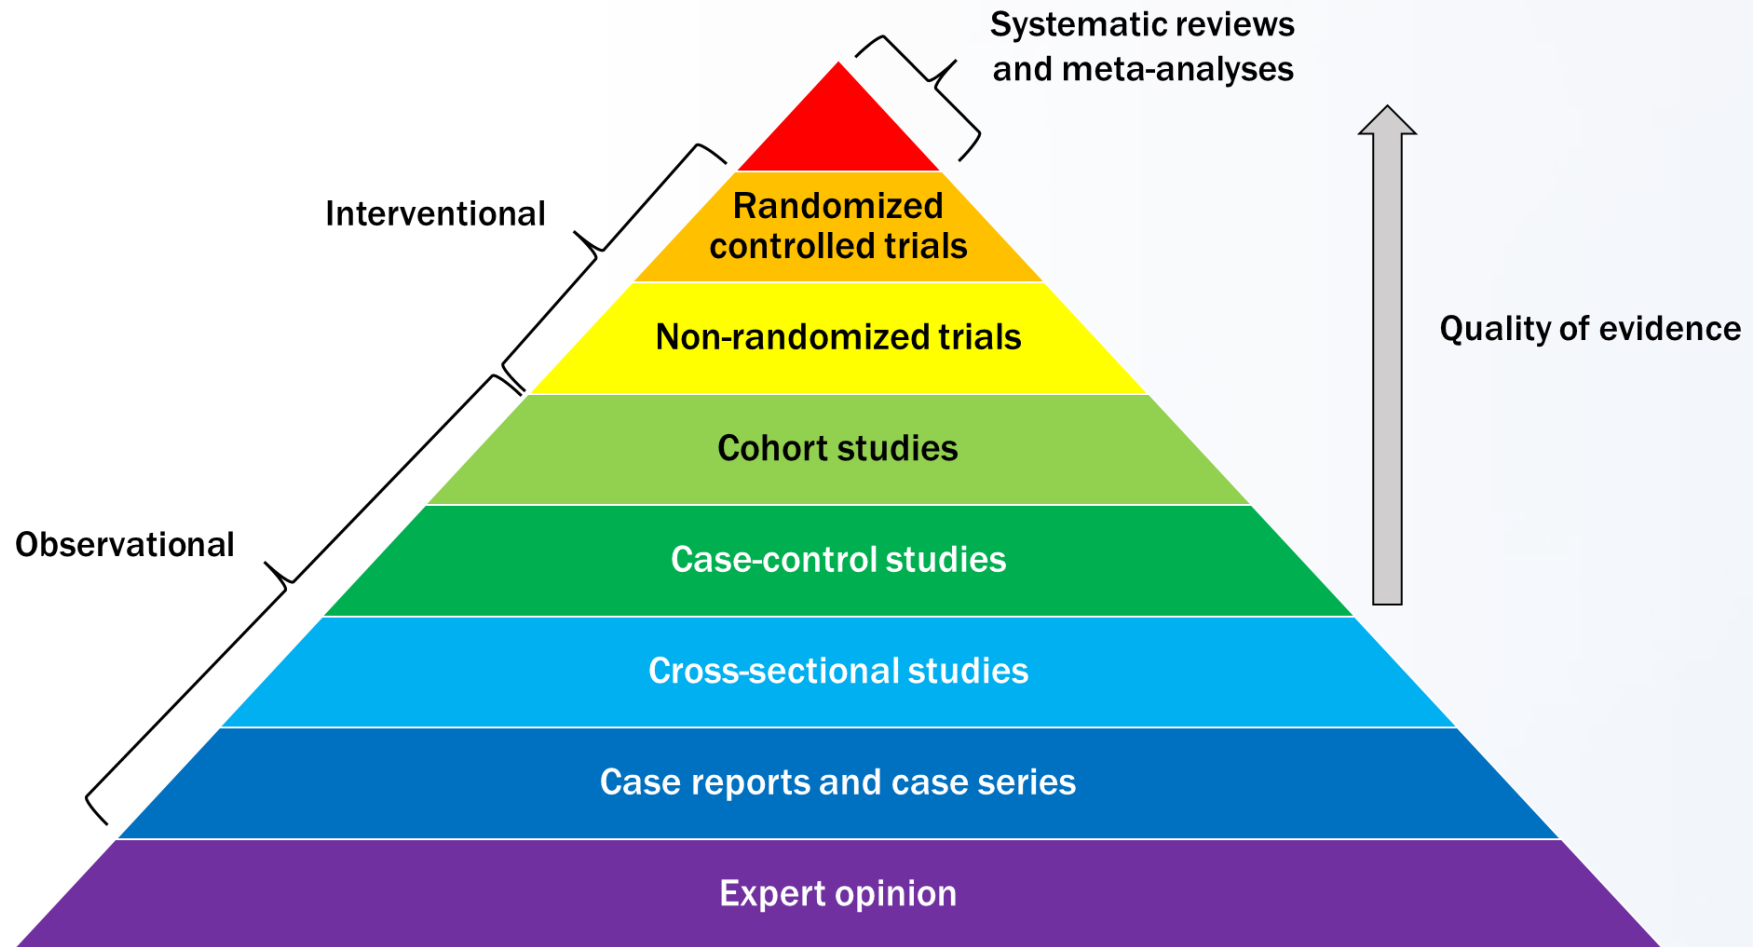 Systematic reviews
and meta-analyses
Interventional
Randomized
controlled trials
Quality of evidence
Non-randomized trials
Cohort studies
Observational
Case-control studies
Cross-sectional studies
Case reports and case series
Expert opinion